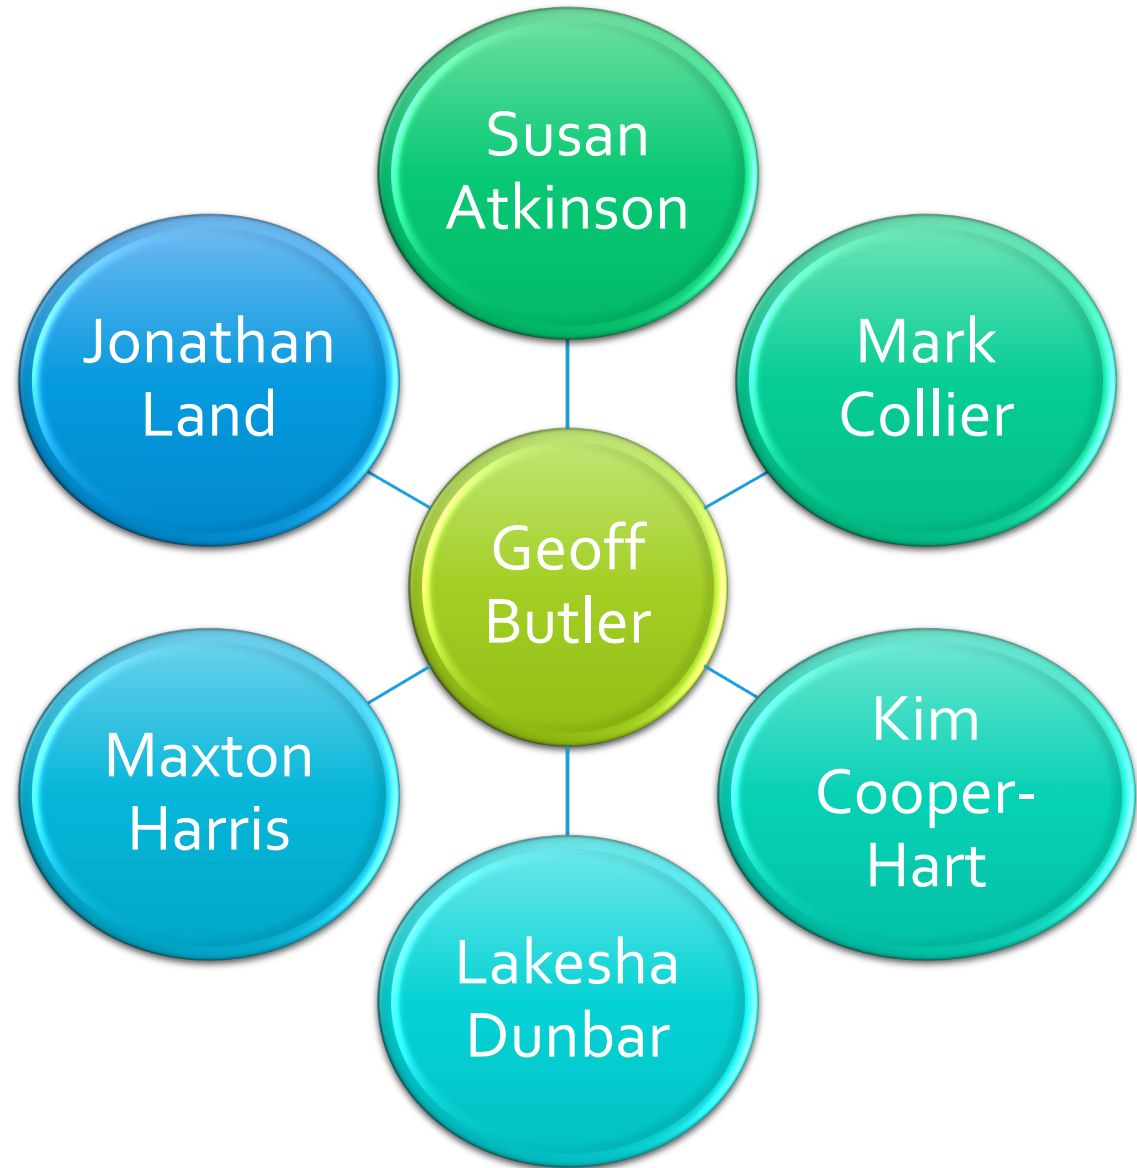 Susan
Atkinson
Jonathan
Land
Mark
Collier
Geoff
Butler
Maxton
Harris
Kim
Cooper-
Hart
Lakesha
Dunbar